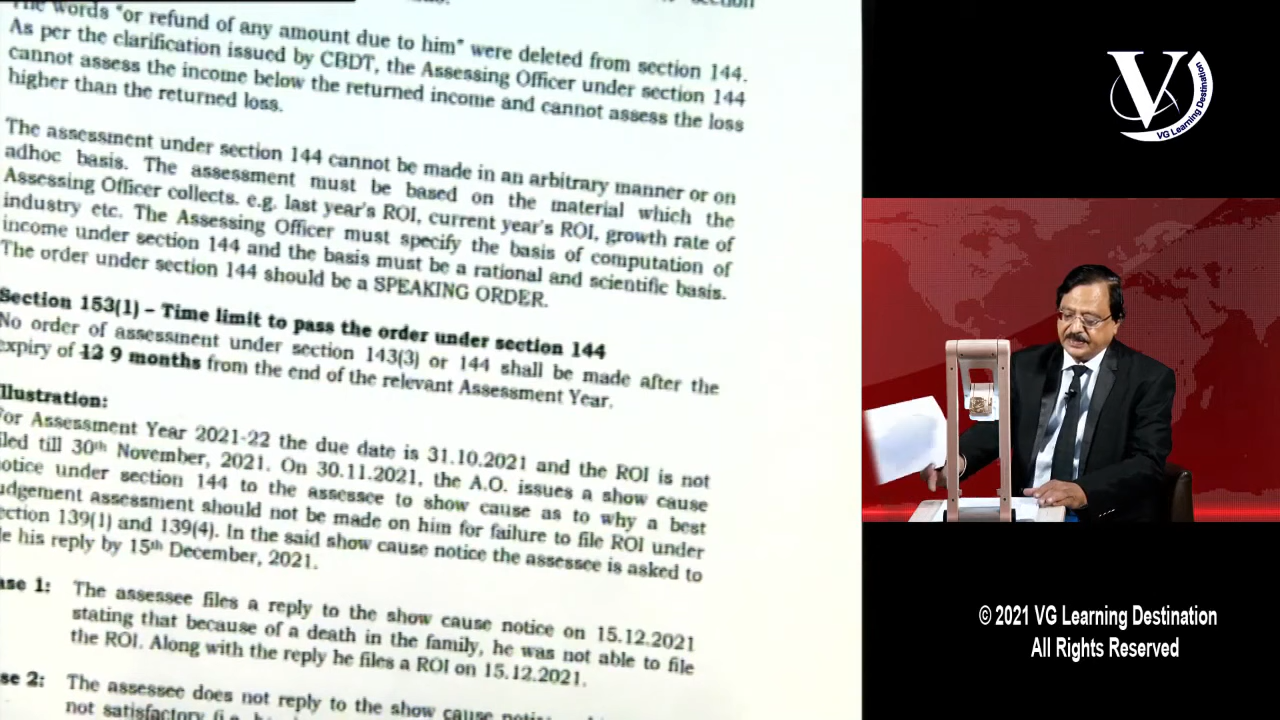 The words "or refund of any amount due to him" were deleted from section 144.
As per the clarification issued by CBDT, the Assessing Officer under section 144
cannot assess the income below the returned income and cannot assess the loss
higher than the returned loss.
The assessment under section 144 cannot be made in an arbitrary manner or on
adhoc basis. The assessment must be based on the material which the
Assessing Officer collects. e.g. last year's ROI, current year's ROI, growth rate of
industry etc. The Assessing Officer must specify the basis of computation of
income under section 144 and the basis must be a rational and scientific basis.
The order under section 144 should be a SPEAKING ORDER.
Section 153(1) – Time limit to pass the order under section 144
No order of assessment under section 143(3) or 144 shall be made after the
expiry of 12 9 months from the end of the relevant Assessment Year.
llustration:
or Assessment Year 2021-22 the due date is 31.10.2021 and the ROI is not
iled till 30th November, 2021. On 30.11.2021, the A.O. issues a show cause
otice under section 144 to the assessee to show cause as to why a best
udgement assessment should not be made on him for failure to file ROI under
ection 139(1) and 139(4). In the said show cause notice the assessee is asked to
le his reply by 15th December, 2021.
ase 1: The assessee files a reply to the show cause notice on 15.12.2021
stating that because of a death in the family, he was not able to file
the ROI. Along with the reply he files a ROI on 15.12.2021.
se 2: The assessee does not reply to the show cause
not satisfactory
V
VG Learning Destination
© 2021 VG Learning Destination
All Rights Reserved